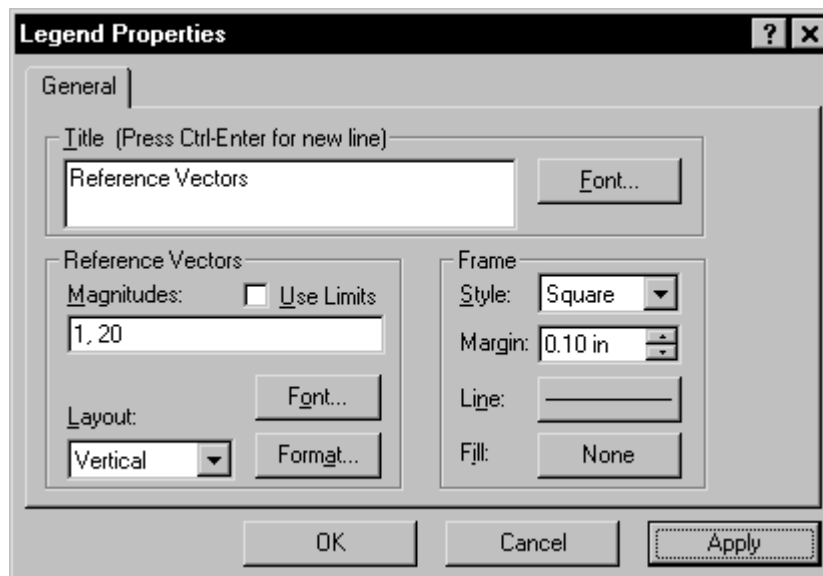 Legend Properties
? X
General
Title (Press Ctrl-Enter for new line)
Reference Vectors
Font...
Reference Vectors
Magnitudes:
Use Limits
1, 20
Font...
Layout:
Vertical
Format...
Frame
Style:
Square
Margin:
0.10 in
Line:
Fill:
None
OK
Cancel
Apply